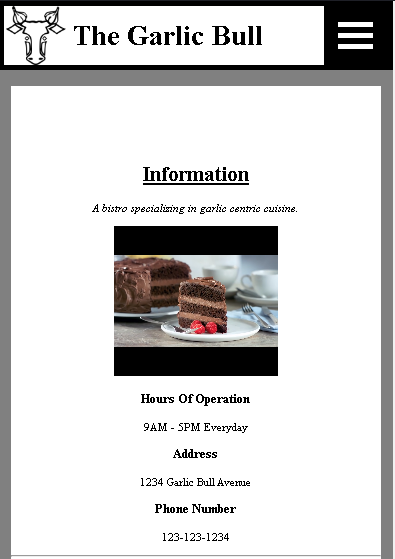 The Garlic Bull
Information
A bistro specializing in garlic centric cuisine.
Hours Of Operation
9AM - 5PM Everyday
Address
1234 Garlic Bull Avenue
Phone Number
123-123-1234